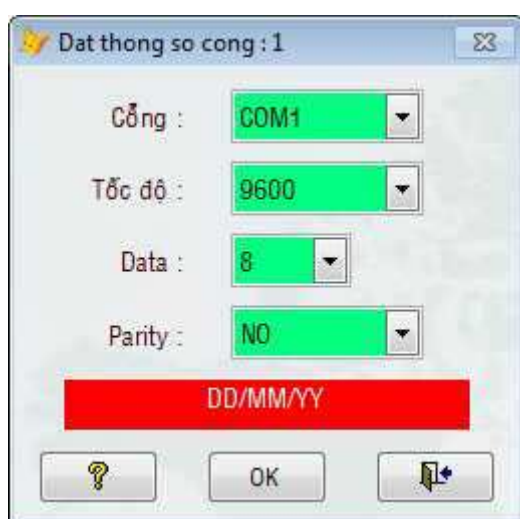 Dat thong so cong : 1
Cổng : COM1
Tốc độ : 9600
Data : 8
Parity : NO
DD/MM/YY
? OK